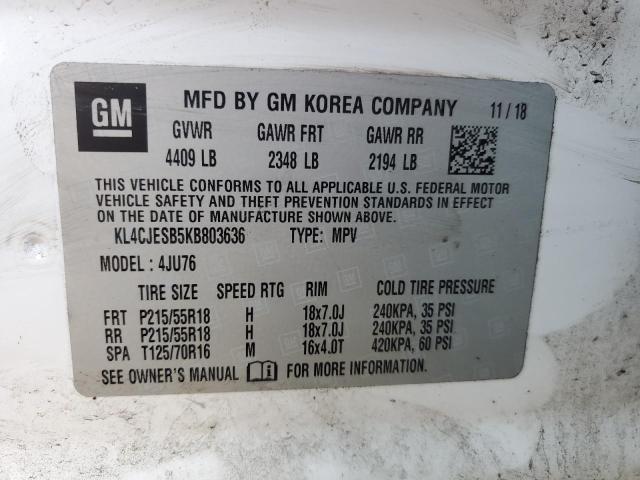 GM MFD BY GM KOREA COMPANY 11 / 18
GVWR GAWR FRT GAWR RR
4409 LB 2348 LB 2194 LB
THIS VEHICLE CONFORMS TO ALL APPLICABLE U.S. FEDERAL MOTOR
VEHICLE SAFETY AND THEFT PREVENTION STANDARDS IN EFFECT
ON THE DATE OF MANUFACTURE SHOWN ABOVE.
KL4CJESB5KB803636 TYPE: MPV
MODEL : 4JU76
TIRE SIZE SPEED RTG RIM COLD TIRE PRESSURE
FRT P215/55R18 H 18x7.0J 240KPA, 35 PSI
RR P215/55R18 H 18x7.0J 240KPA, 35 PSI
SPA T125/70R16 M 16x4.0T 420KPA, 60 PSI
SEE OWNER'S MANUAL FOR MORE INFORMATION.